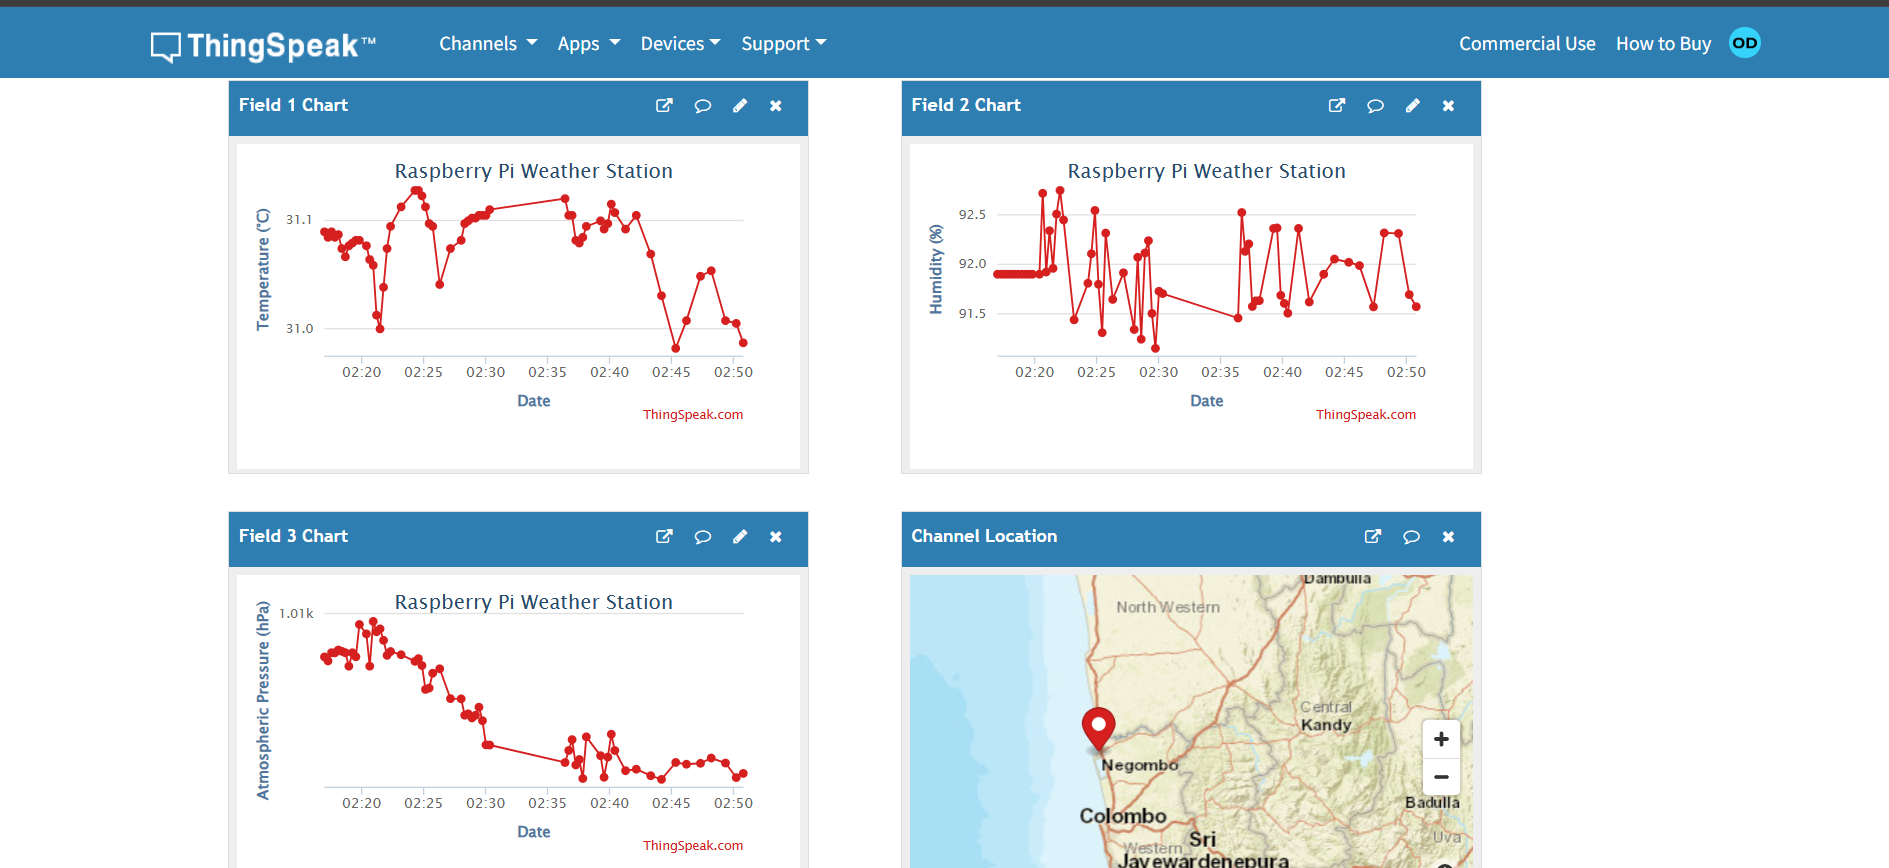 ThingSpeak™ Channels Apps Devices Support Commercial Use How to Buy OD
Field 1 Chart
Raspberry Pi Weather Station
Temperature (°C)
31.1
31.0
02:20 02:25 02:30 02:35 02:40 02:45 02:50
Date
ThingSpeak.com
Field 2 Chart
Raspberry Pi Weather Station
Humidity (%)
92.5
92.0
91.5
02:20 02:25 02:30 02:35 02:40 02:45 02:50
Date
ThingSpeak.com
Field 3 Chart
Raspberry Pi Weather Station
Atmospheric Pressure (hPa)
1.01k
02:20 02:25 02:30 02:35 02:40 02:45 02:50
Date
ThingSpeak.com
Channel Location
Dambulla
North Western
Central
Kandy
+
Negombo
−
Badulla
Colombo
Uva
Sri
Western
Jayewardenepura